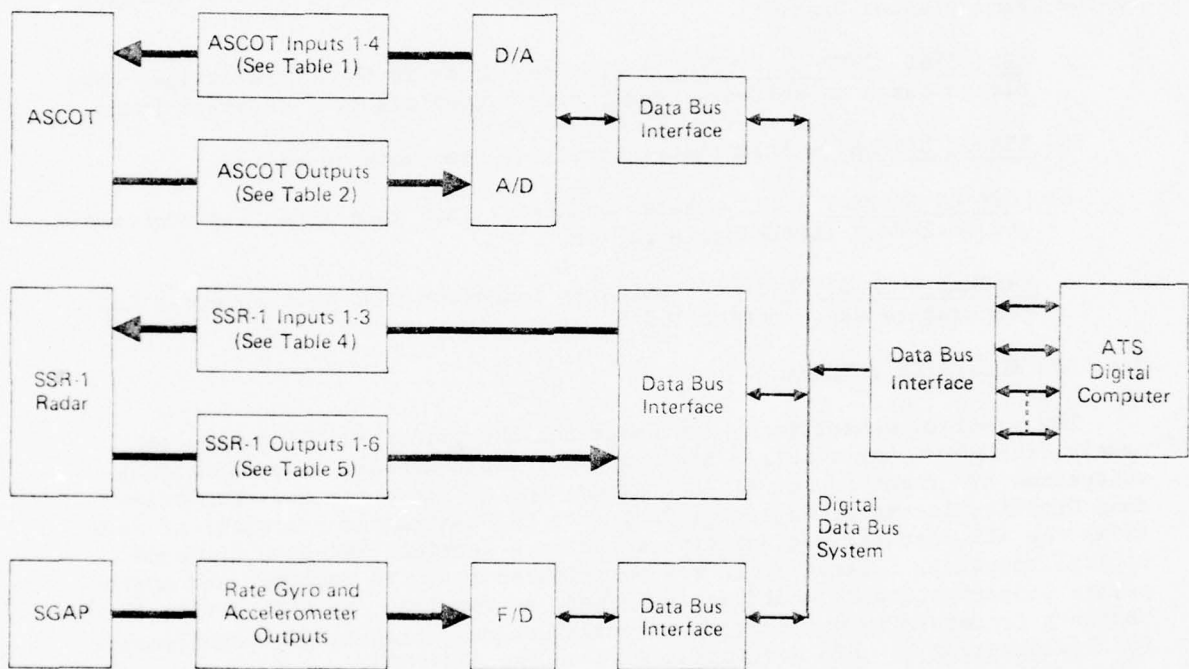 ASCOT
ASCOT Inputs 1-4
(See Table 1)
D/A
ASCOT Outputs
(See Table 2)
A/D
Data Bus
Interface
SSR-1
Radar
SSR-1 Inputs 1-3
(See Table 4)
SSR-1 Outputs 1-6
(See Table 5)
Data Bus
Interface
Data Bus
Interface
ATS
Digital
Computer
Digital
Data Bus
System
SGAP
Rate Gyro and
Accelerometer
Outputs
F/D
Data Bus
Interface